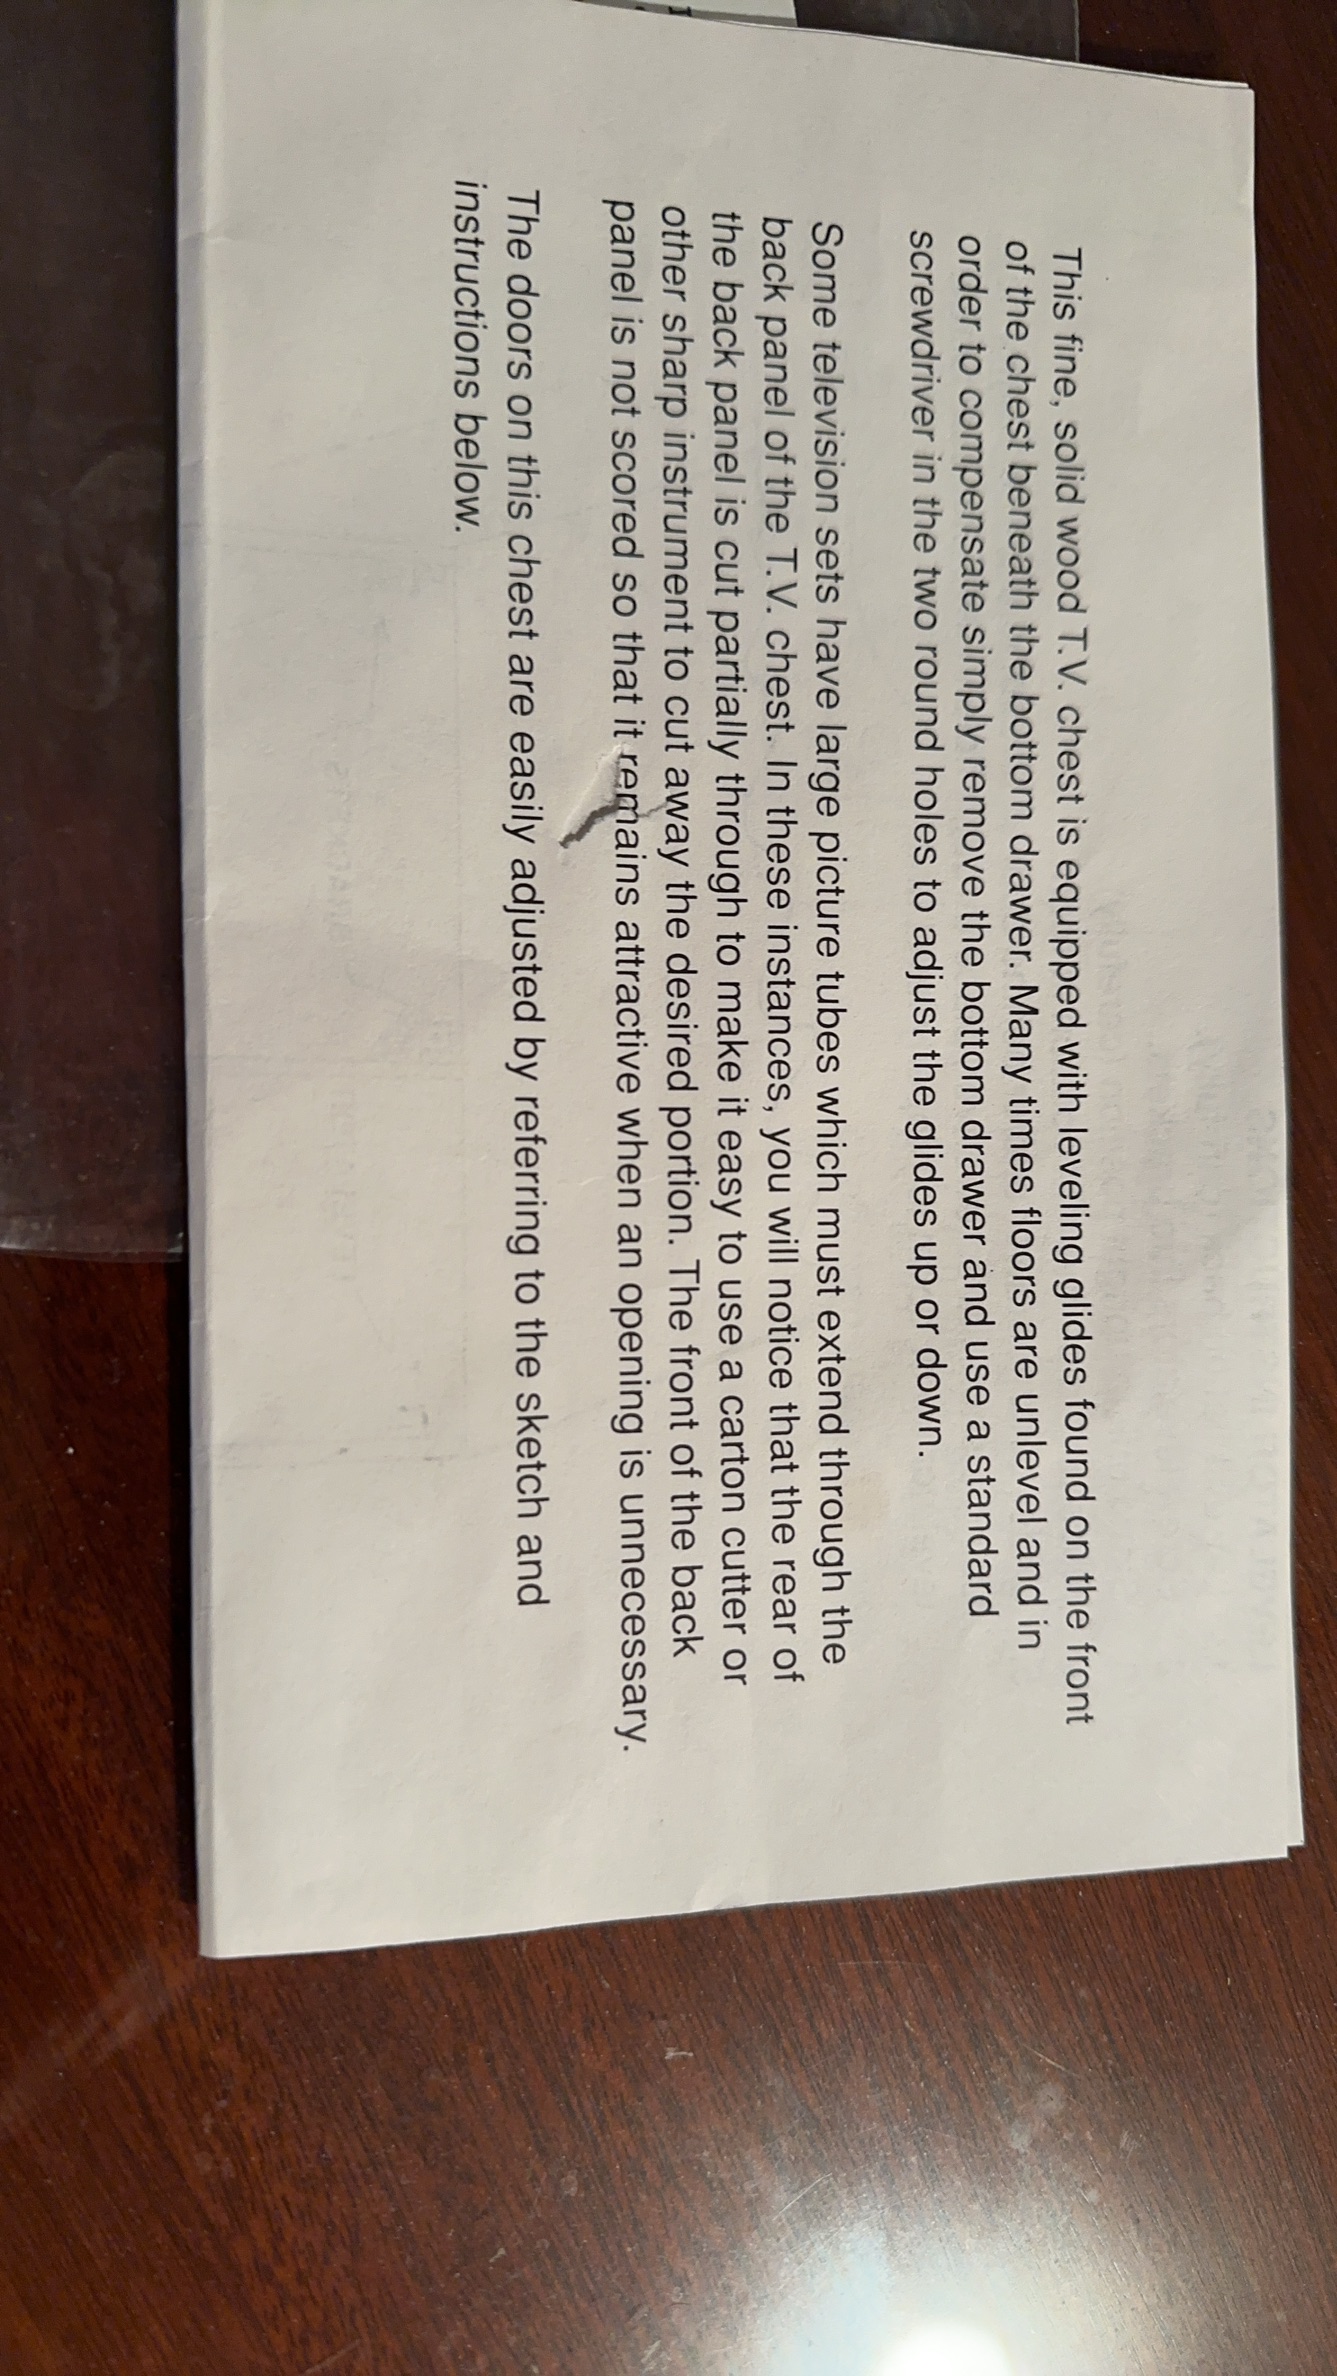 This fine, solid wood T.V. chest is equipped with leveling glides found on the front
of the chest beneath the bottom drawer. Many times floors are unlevel and in
order to compensate simply remove the bottom drawer and use a standard
screwdriver in the two round holes to adjust the glides up or down.
Some television sets have large picture tubes which must extend through the
back panel of the T.V. chest. In these instances, you will notice that the rear of
the back panel is cut partially through to make it easy to use a carton cutter or
other sharp instrument to cut away the desired portion. The front of the back
panel is not scored so that it remains attractive when an opening is unnecessary.
The doors on this chest are easily adjusted by referring to the sketch and
instructions below.